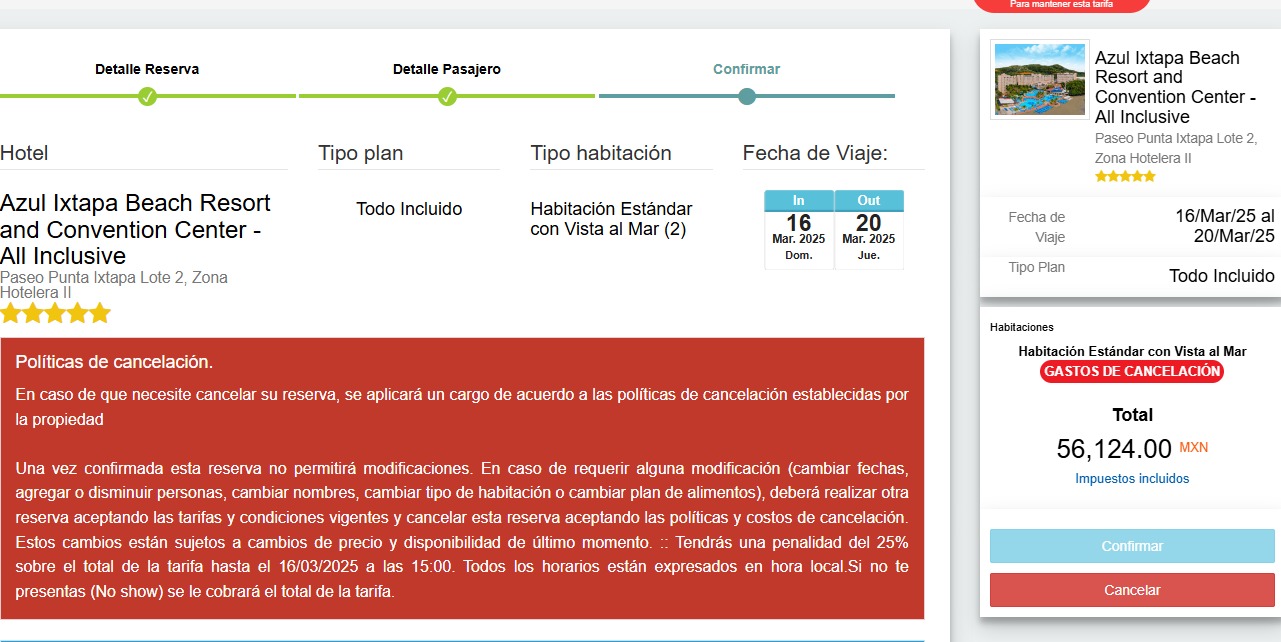 Para mantener esta tarifa
Detalle Reserva
Detalle Pasajero
Confirmar
Hotel
Tipo plan
Tipo habitación
Fecha de Viaje:
Azul Ixtapa Beach Resort
and Convention Center -
All Inclusive
Paseo Punta Ixtapa Lote 2, Zona
Hotelera II
Todo Incluido
Habitación Estándar
con Vista al Mar (2)
In
16
Mar. 2025
Dom.
Out
20
Mar. 2025
Jue.
Políticas de cancelación.
En caso de que necesite cancelar su reserva, se aplicará un cargo de acuerdo a las políticas de cancelación establecidas por
la propiedad
Una vez confirmada esta reserva no permitirá modificaciones. En caso de requerir alguna modificación (cambiar fechas,
agregar o disminuir personas, cambiar nombres, cambiar tipo de habitación o cambiar plan de alimentos), deberá realizar otra
reserva aceptando las tarifas y condiciones vigentes y cancelar esta reserva aceptando las políticas y costos de cancelación.
Estos cambios están sujetos a cambios de precio y disponibilidad de último momento. :: Tendrás una penalidad del 25%
sobre el total de la tarifa hasta el 16/03/2025 a las 15:00. Todos los horarios están expresados en hora local.Si no te
presentas (No show) se le cobrará el total de la tarifa.
Azul Ixtapa Beach
Resort and
Convention Center -
All Inclusive
Paseo Punta Ixtapa Lote 2,
Zona Hotelera II
Fecha de
Viaje
16/Mar/25 al
20/Mar/25
Tipo Plan
Todo Incluido
Habitaciones
Habitación Estándar con Vista al Mar
GASTOS DE CANCELACIÓN
Total
56,124.00 MXN
Impuestos incluidos
Confirmar
Cancelar